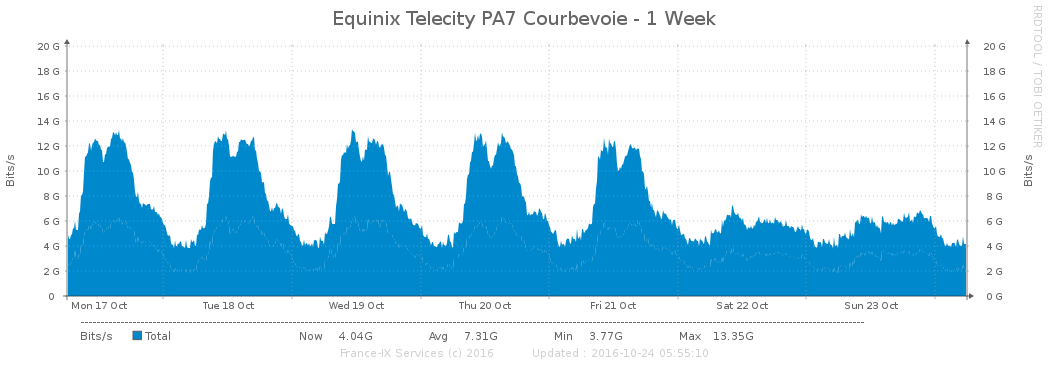 Equinix Telecity PA7 Courbevoie - 1 Week
RRDTOOL / TOBI OETIKER
Bits/s
20 G 20 G
18 G 18 G
16 G 16 G
14 G 14 G
12 G 12 G
10 G 10 G
8 G 8 G
6 G 6 G
4 G 4 G
2 G 2 G
0 0 G
Bits/s
Mon 17 Oct Tue 18 Oct Wed 19 Oct Thu 20 Oct Fri 21 Oct Sat 22 Oct Sun 23 Oct
Bits/s Total Now 4.04G Avg 7.31G Min 3.77G Max 13.35G
France-IX Services (c) 2016 Updated : 2016-10-24 05:55:10